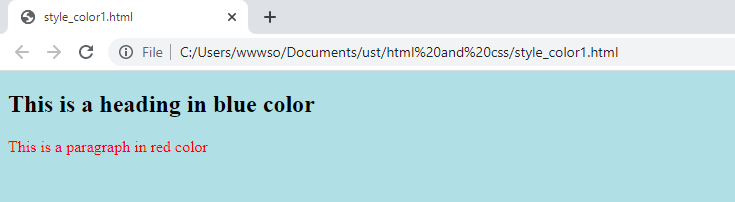 style_color1.html
File | C:/Users/wwwso/Documents/ust/html%20and%20css/style_color1.html
This is a heading in blue color
This is a paragraph in red color